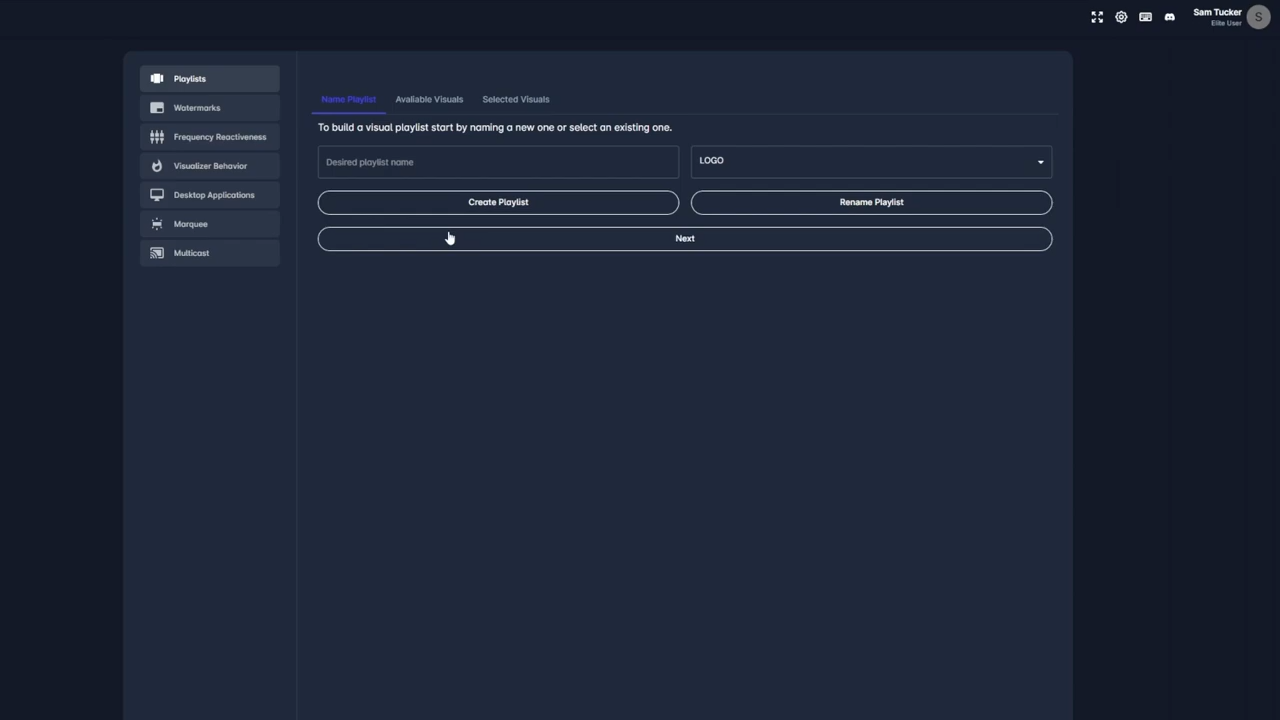 Sam Tucker
Elite User
S
Playlists
Watermarks
Frequency Reactiveness
Visualizer Behavior
Desktop Applications
Marquee
Multicast
Name Playlist
Available Visuals
Selected Visuals
To build a visual playlist start by naming a new one or select an existing one.
Desired playlist name
LOGO
Create Playlist
Rename Playlist
Next